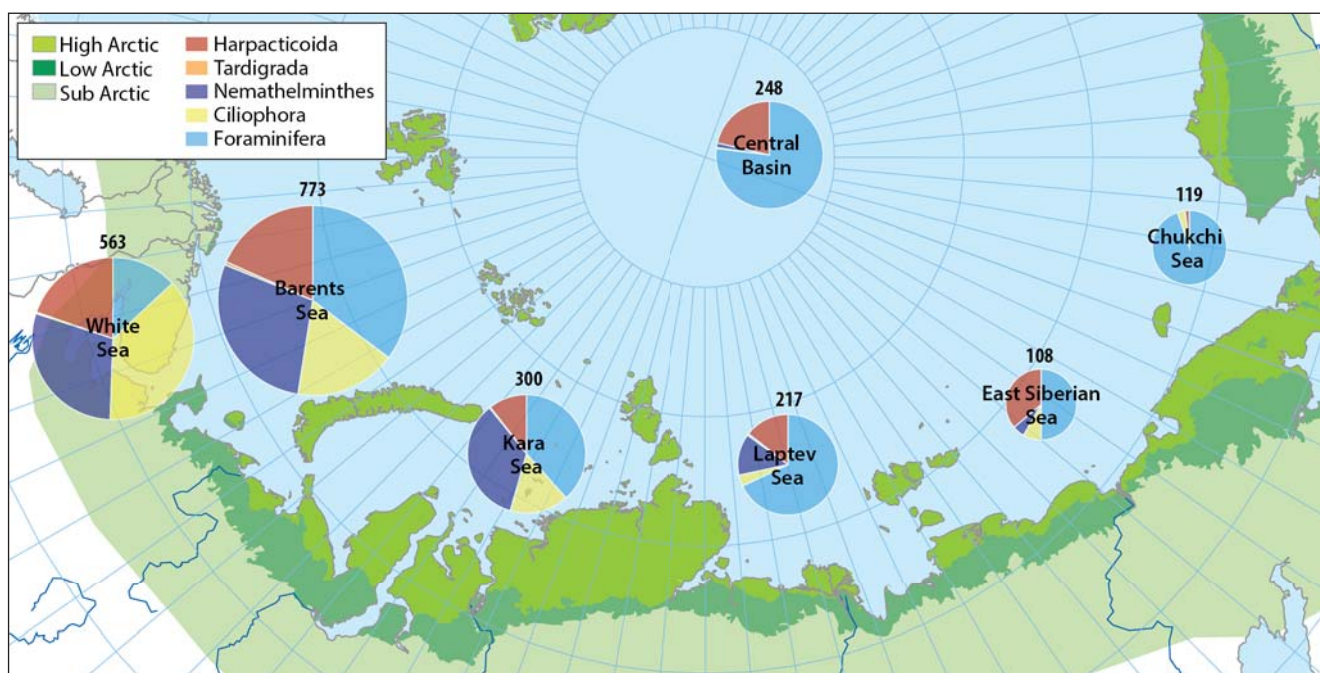 High Arctic
Low Arctic
Sub Arctic
Harpacticoida
Tardigrada
Nemathelminthes
Ciliophora
Foraminifera
248
Central
Basin
773
Barents
Sea
119
Chukchi
Sea
563
White
Sea
108
East Siberian
Sea
300
Kara
Sea
217
Laptev
Sea